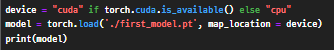 device = "cuda" if torch.cuda.is_available() else "cpu"
model = torch.load('./first_model.pt', map_location = device)
print(model)